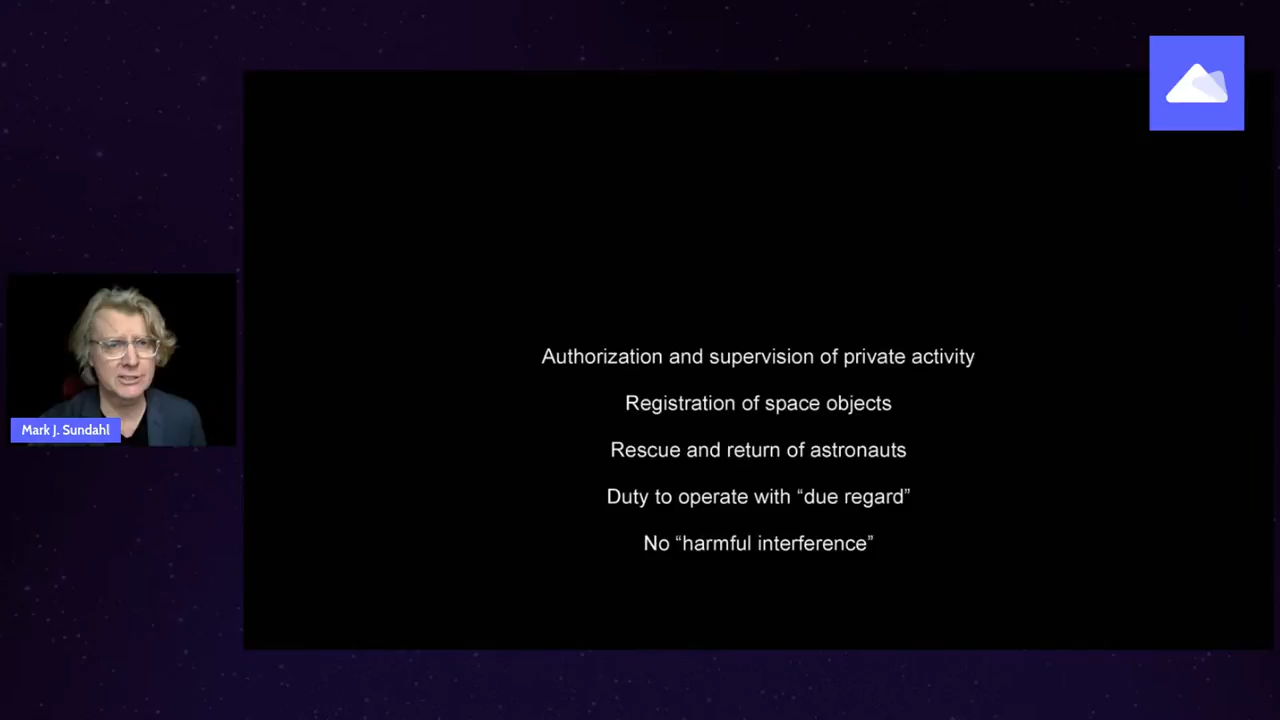 Authorization and supervision of private activity
Registration of space objects
Rescue and return of astronauts
Mark J. Sundahl
Duty to operate with “due regard”
No “harmful interference”